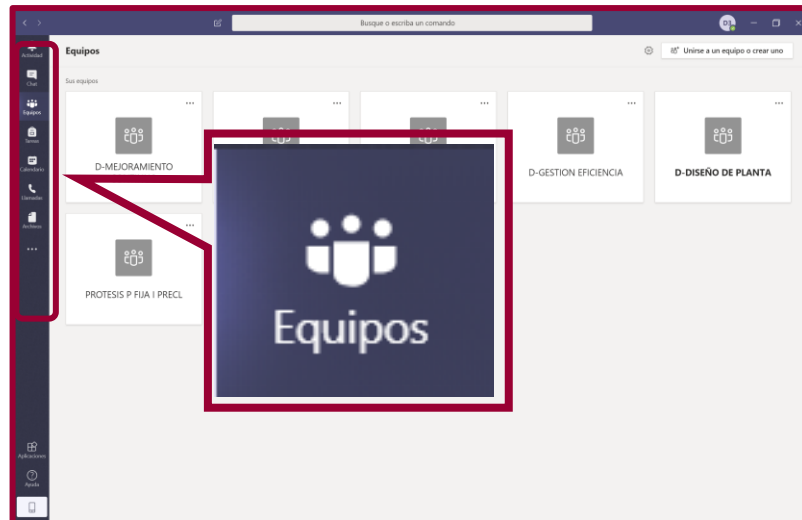 Busque o escriba un comando
DJ
Actividad
Chat
Equipos
Tareas
Calendario
Llamadas
Archivos
Aplicaciones
Ayuda
Equipos
Unirse a un equipo o crear uno
Sus equipos
D-MEJORAMIENTO
D-GESTION EFICIENCIA
D-DISEÑO DE PLANTA
PROTESIS P FIJA I PRECL
Equipos